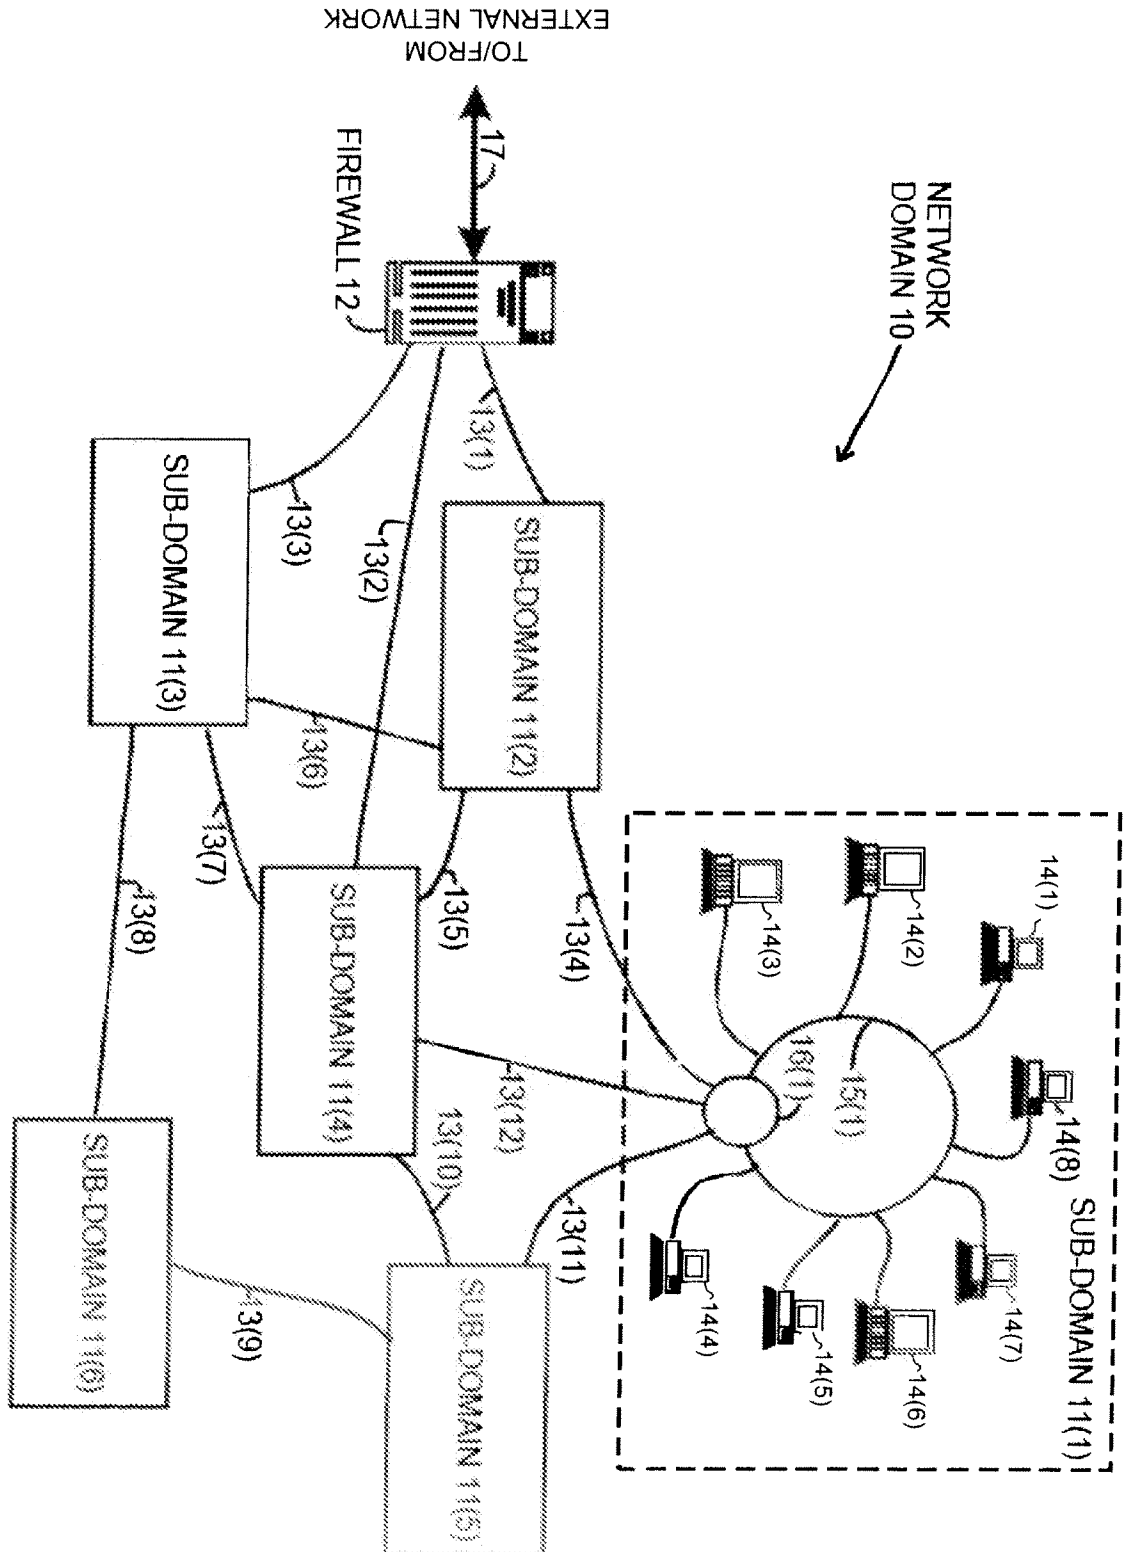 TO/FROM
EXTERNAL NETWORK
17
FIREWALL 12
NETWORK
DOMAIN 10
13(1)
13(2)
13(3)
SUB-DOMAIN 11(3)
SUB-DOMAIN 11(2)
13(6)
13(7)
13(5)
13(4)
13(8)
SUB-DOMAIN 11(4)
13(12)
13(10)
13(11)
SUB-DOMAIN 11(6)
13(9)
SUB-DOMAIN 11(5)
SUB-DOMAIN 11(1)
14(1)
14(2)
14(3)
14(8)
15(1)
16(1)
14(7)
14(6)
14(5)
14(4)